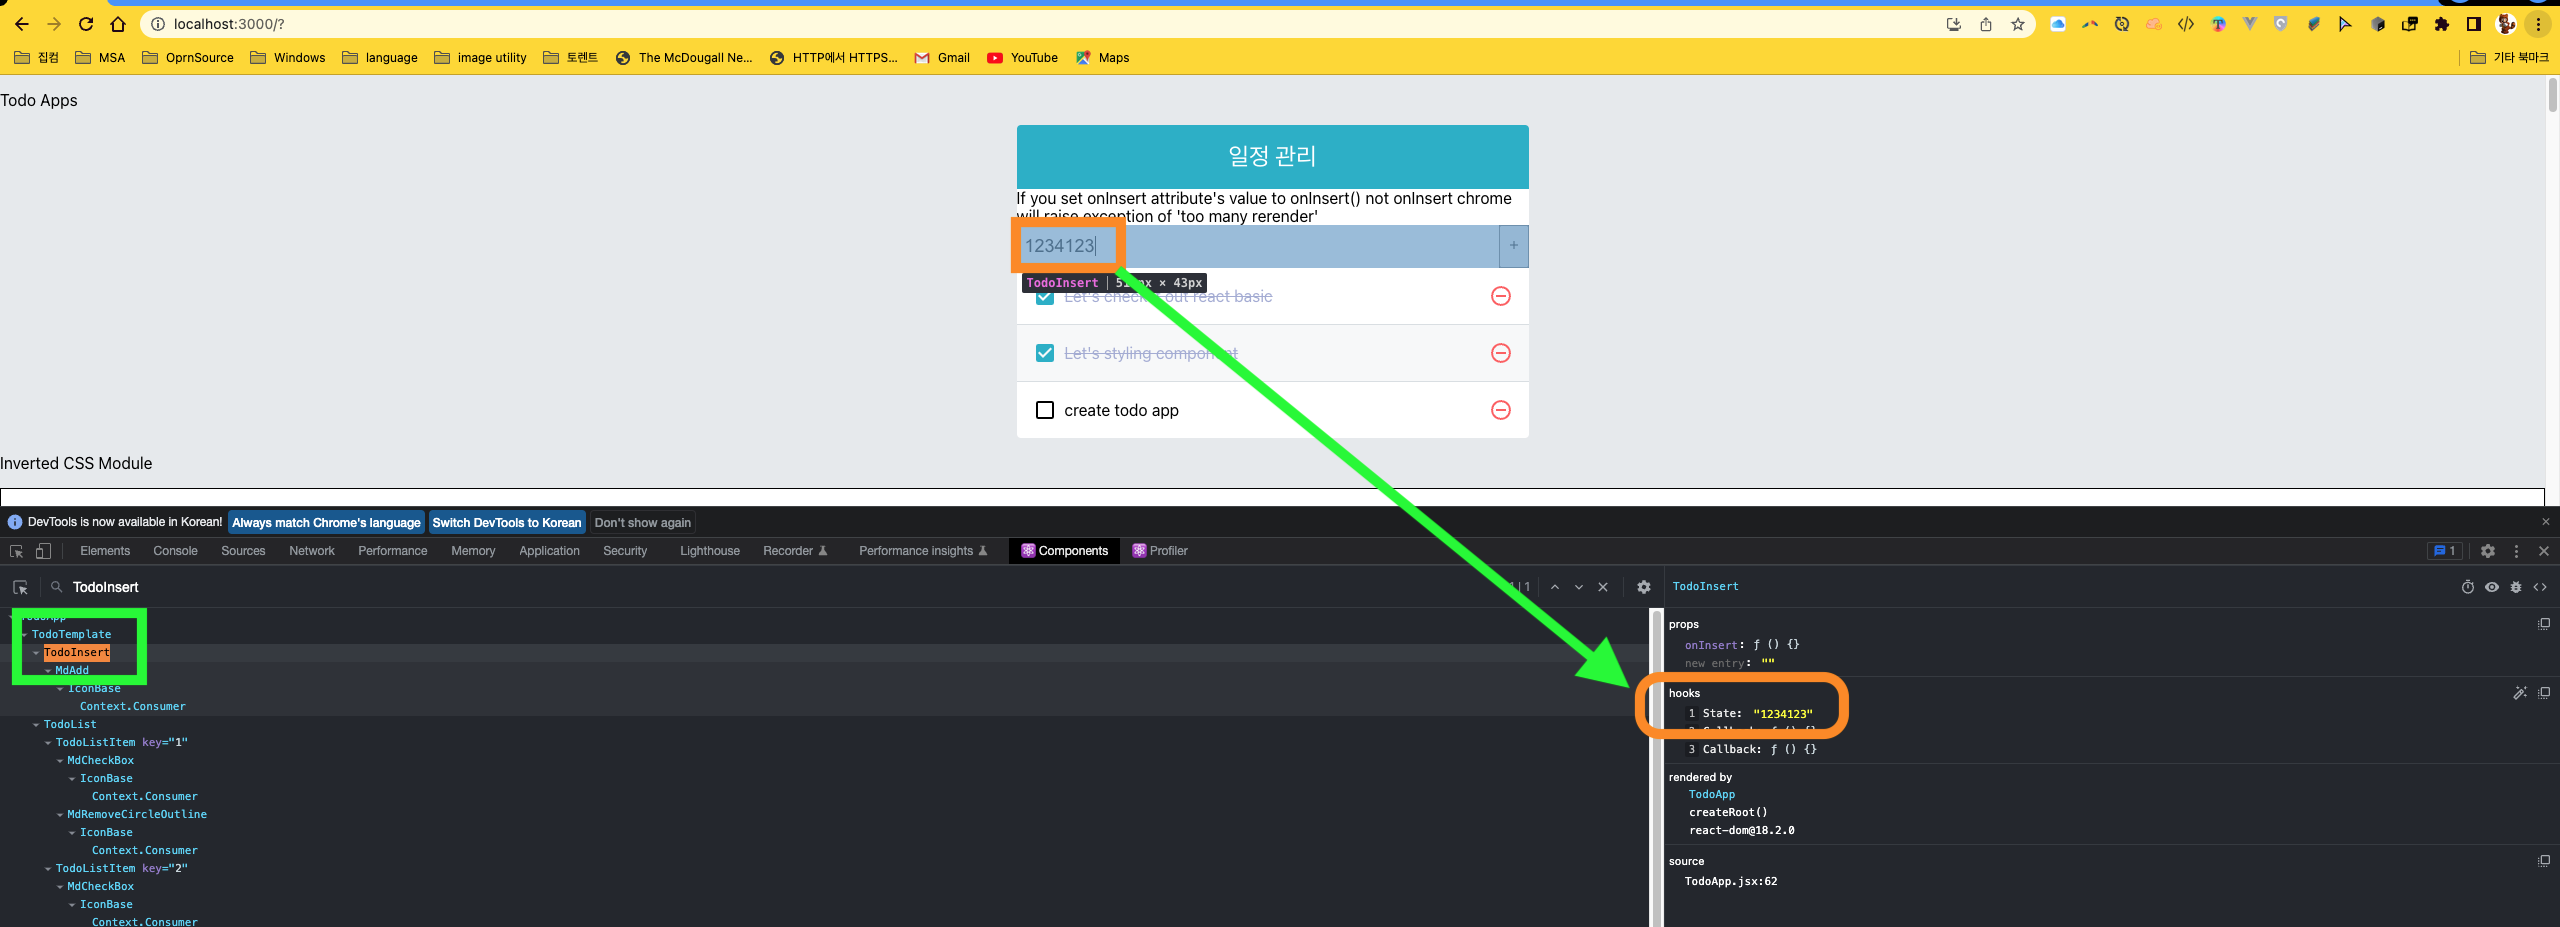 localhost:3000/?
집컴 MSA OprnSource Windows language image utility 토렌트 The McDougall Ne... HTTP에서 HTTPS... Gmail YouTube Maps 기타 북마크
Todo Apps
일정 관리
If you set onInsert attribute's value to onInsert() not onInsert chrome
will raise exception of 'too many rerender'
1234123 +
TodoInsert | px × 43px
Let's check out react basic
Let's styling component
create todo app
Inverted CSS Module
DevTools is now available in Korean! Always match Chrome's language Switch DevTools to Korean Don't show again
Elements Console Sources Network Performance Memory Application Security Lighthouse Recorder Performance insights Components Profiler 1
TodoInsert 1 | 1
TodoApp
TodoTemplate
TodoInsert
MdAdd
IconBase
Context.Consumer
TodoList
TodoListItem key="1"
MdCheckBox
IconBase
Context.Consumer
MdRemoveCircleOutline
IconBase
Context.Consumer
TodoListItem key="2"
MdCheckBox
IconBase
Context.Consumer
TodoInsert
props
onInsert: ƒ () {}
new entry: ""
hooks
1 State: "1234123"
2 Callback: ƒ () {}
3 Callback: ƒ () {}
rendered by
TodoApp
createRoot()
react-dom@18.2.0
source
TodoApp.jsx:62